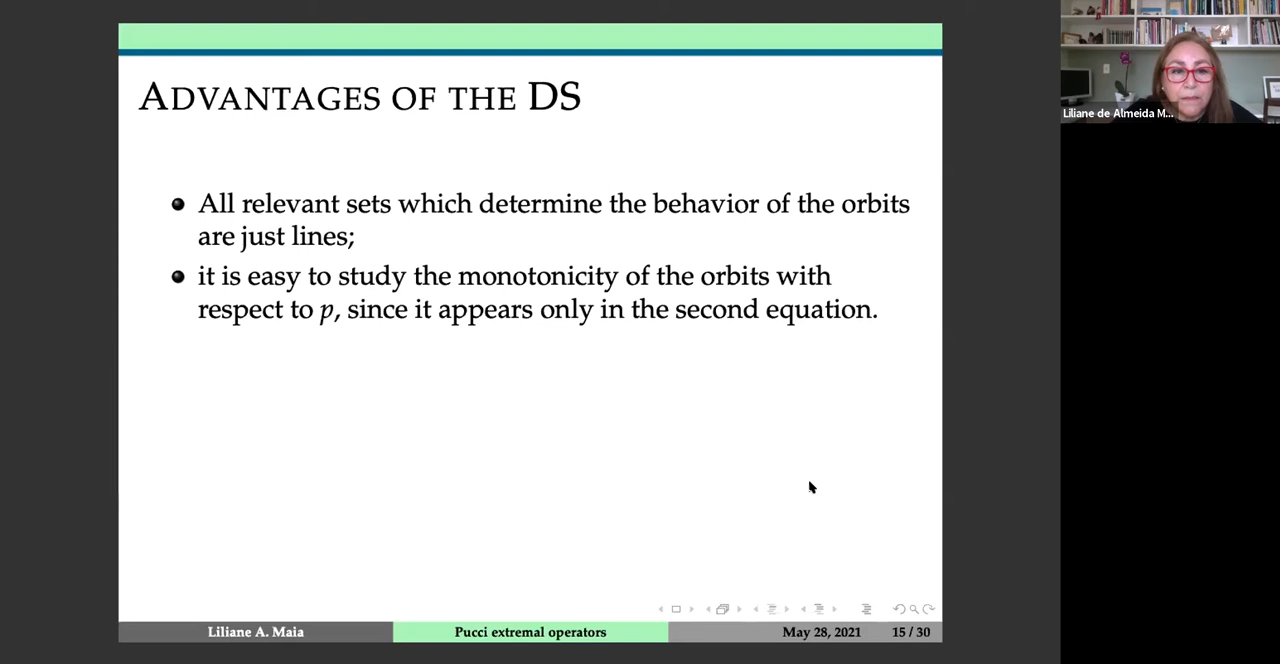 ADVANTAGES OF THE DS
All relevant sets which determine the behavior of the orbits
are just lines;
it is easy to study the monotonicity of the orbits with
respect to p, since it appears only in the second equation.
Liliane A. Maia
Pucci extremal operators
May 28, 2021
15 / 30
Liliane de Almeida M...